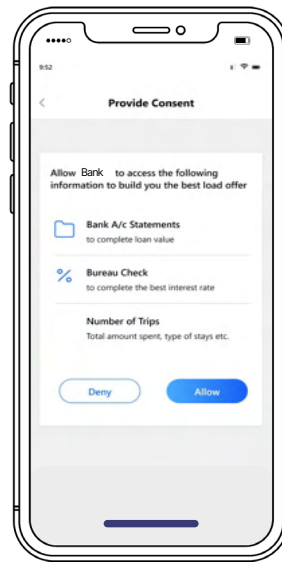 9:52
Provide Consent
Allow Bank to access the following
information to build you the best load offer
Bank A/c Statements
to complete loan value
% Bureau Check
to complete the best interest rate
Number of Trips
Total amount spent, type of stays etc.
Deny Allow